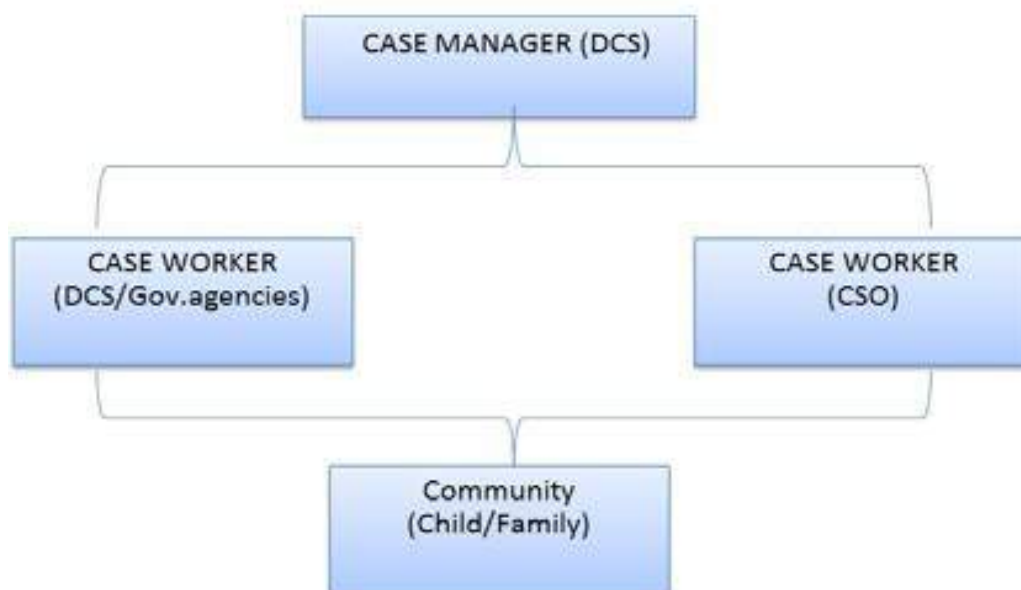 CASE MANAGER (DCS)
CASE WORKER
(DCS/Gov.agencies)
CASE WORKER
(CSO)
Community
(Child/Family)